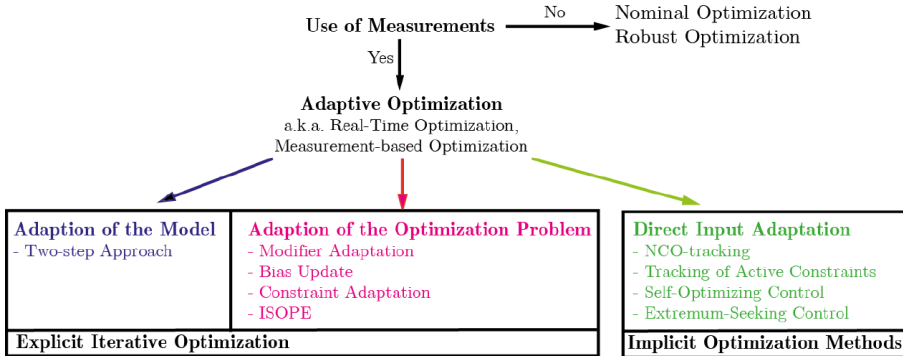 Use of Measurements
No
Nominal Optimization
Robust Optimization
Yes
Adaptive Optimization
a.k.a. Real-Time Optimization,
Measurement-based Optimization
Adaption of the Model
- Two-step Approach
Adaption of the Optimization Problem
- Modifier Adaptation
- Bias Update
- Constraint Adaptation
- ISOPE
Explicit Iterative Optimization
Direct Input Adaptation
- NCO-tracking
- Tracking of Active Constraints
- Self-Optimizing Control
- Extremum-Seeking Control
Implicit Optimization Methods